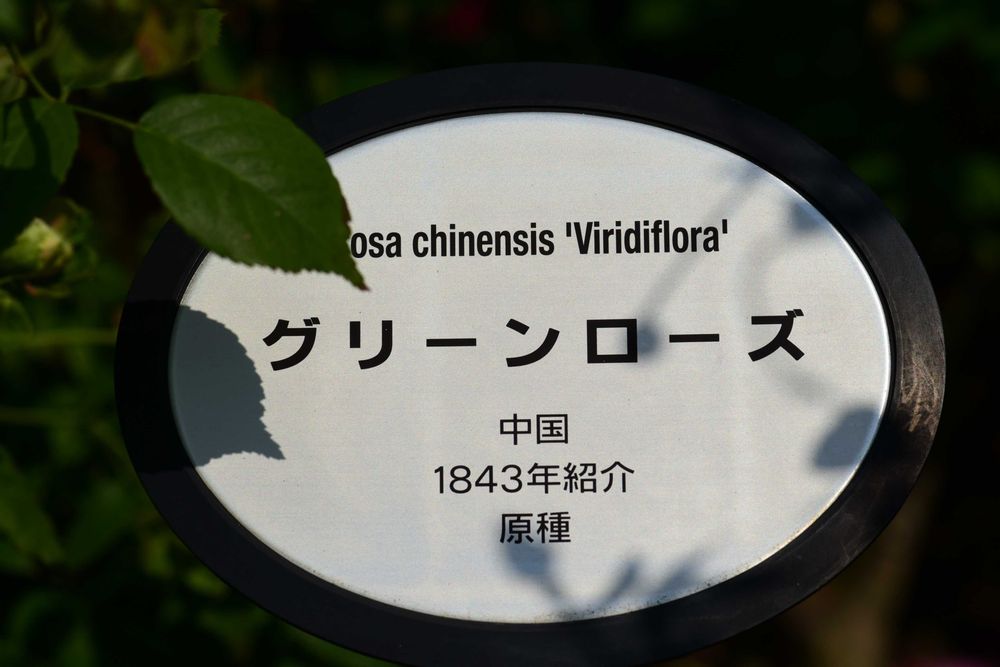 osa chinensis 'Viridiflora'
グリーンローズ
中国
1843年紹介
原種